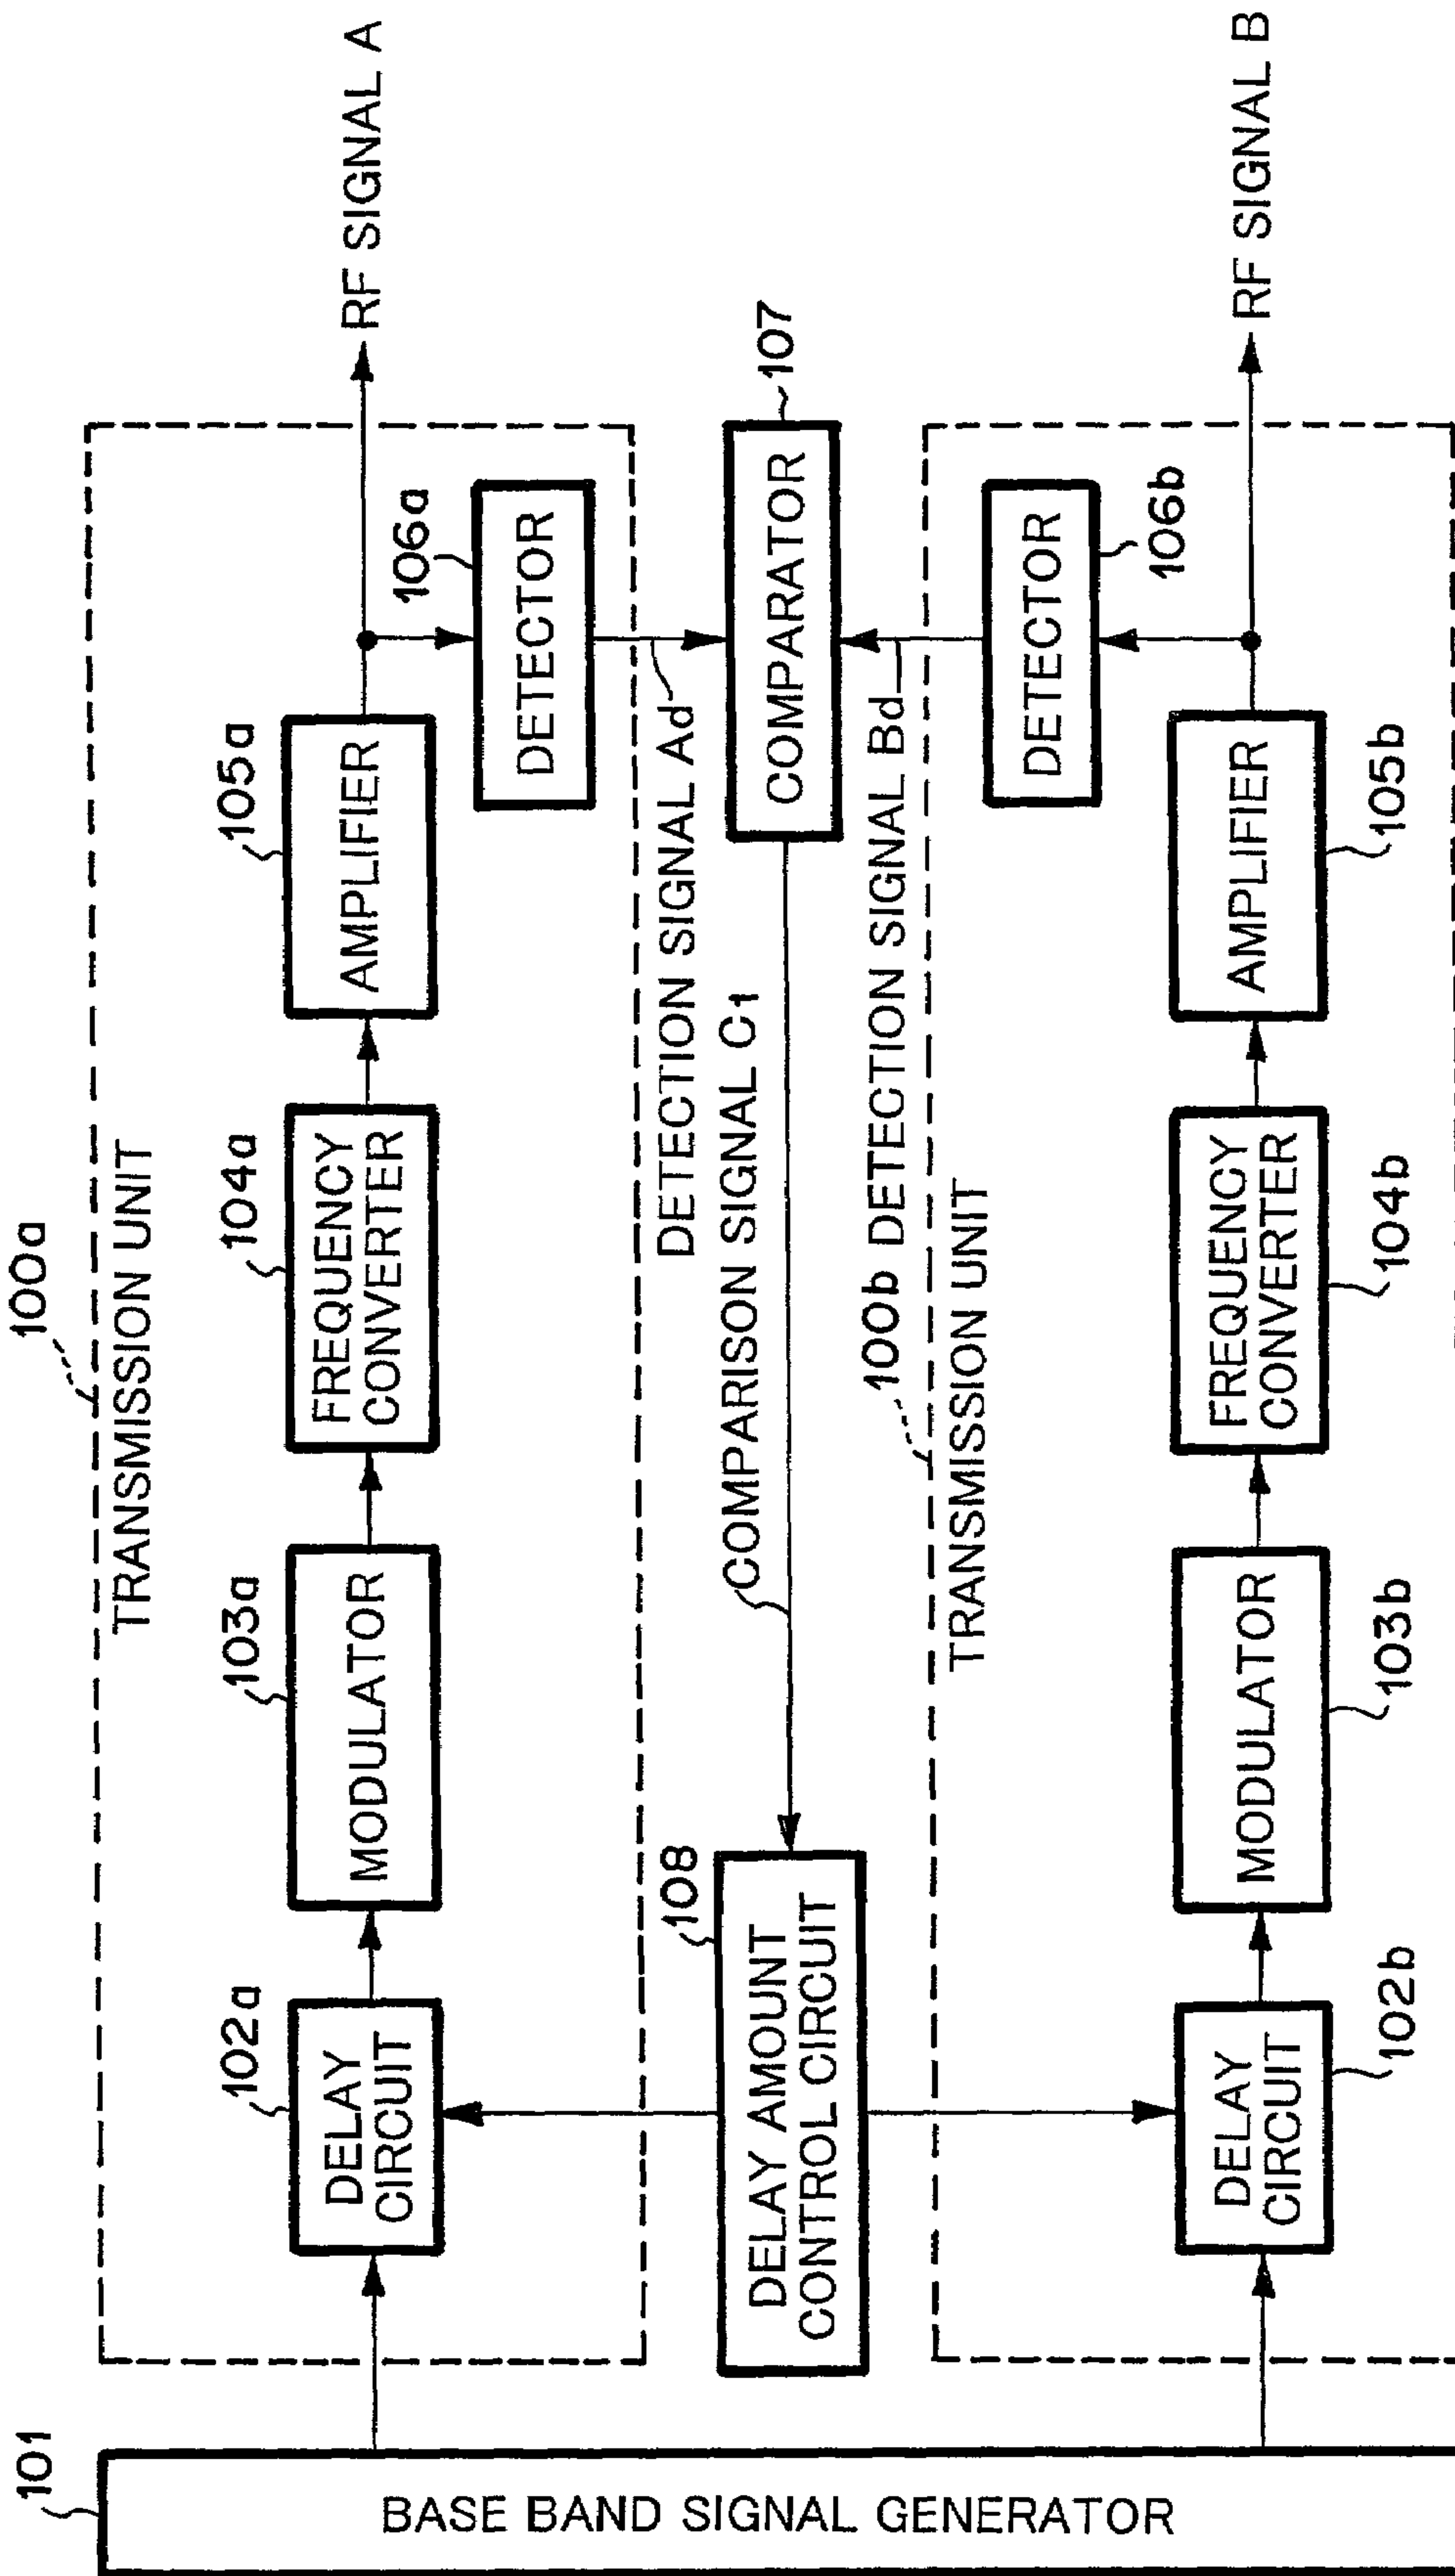 101
BASE BAND SIGNAL GENERATOR
100a
TRANSMISSION UNIT
102a
DELAY
CIRCUIT
103a
MODULATOR
104a
FREQUENCY
CONVERTER
105a
AMPLIFIER
RF SIGNAL A
106a
DETECTOR
DETECTION SIGNAL Ad
108
DELAY AMOUNT
CONTROL CIRCUIT
COMPARISON SIGNAL C1
107
COMPARATOR
100b
DETECTION SIGNAL Bd
TRANSMISSION UNIT
DETECTOR
106b
DELAY
CIRCUIT
102b
MODULATOR
103b
FREQUENCY
CONVERTER
104b
AMPLIFIER
105b
RF SIGNAL B